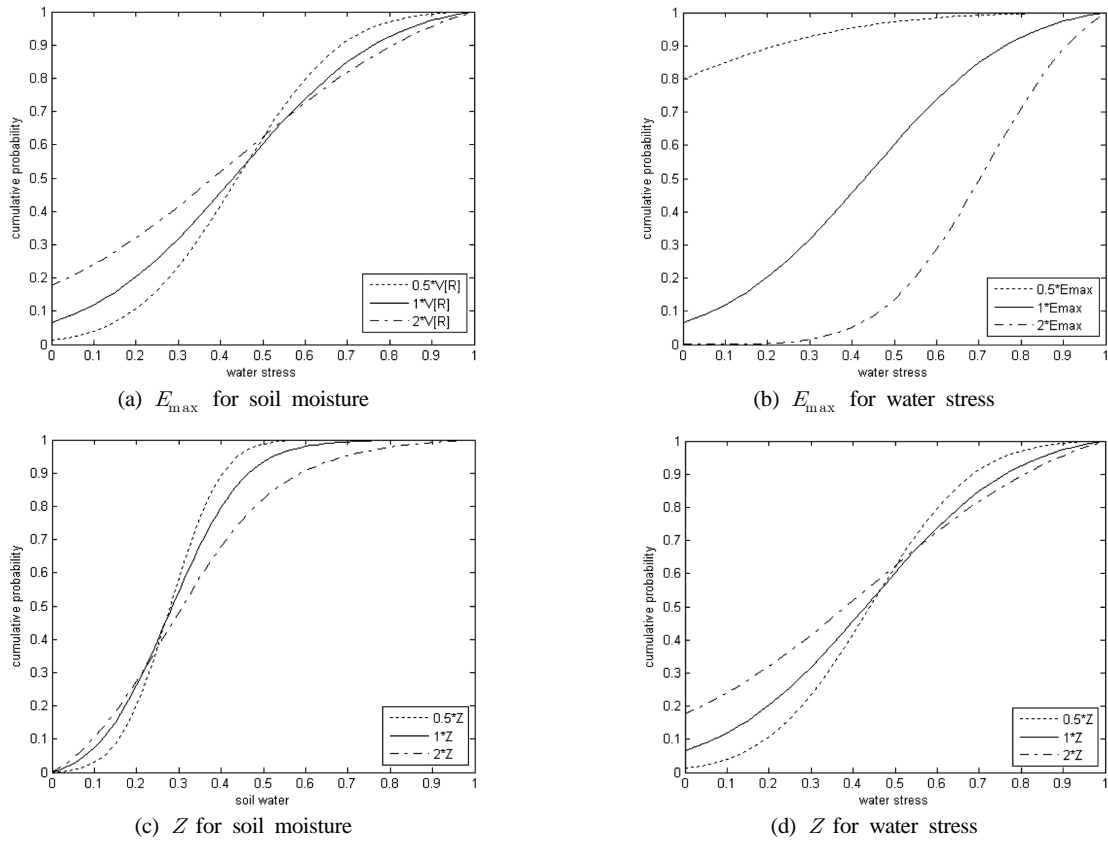 1
0.9
0.8
0.7
0.6
0.5
0.4
0.3
0.2
0.1
0
cumulative probability
0 0.1 0.2 0.3 0.4 0.5 0.6 0.7 0.8 0.9 1
water stress
0.5*V[R]
1*V[R]
2*V[R]
(a) E_max for soil moisture
1
0.9
0.8
0.7
0.6
0.5
0.4
0.3
0.2
0.1
0
cumulative probability
0 0.1 0.2 0.3 0.4 0.5 0.6 0.7 0.8 0.9 1
water stress
0.5*Emax
1*Emax
2*Emax
(b) E_max for water stress
1
0.9
0.8
0.7
0.6
0.5
0.4
0.3
0.2
0.1
0
cumulative probability
0 0.1 0.2 0.3 0.4 0.5 0.6 0.7 0.8 0.9 1
soil water
0.5*Z
1*Z
2*Z
(c) Z for soil moisture
1
0.9
0.8
0.7
0.6
0.5
0.4
0.3
0.2
0.1
0
cumulative probability
0 0.1 0.2 0.3 0.4 0.5 0.6 0.7 0.8 0.9 1
water stress
0.5*Z
1*Z
2*Z
(d) Z for water stress